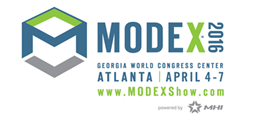 MODEX 2016
GEORGIA WORLD CONGRESS CENTER
ATLANTA | APRIL 4-7
www.MODEXShow.com
powered by MHI